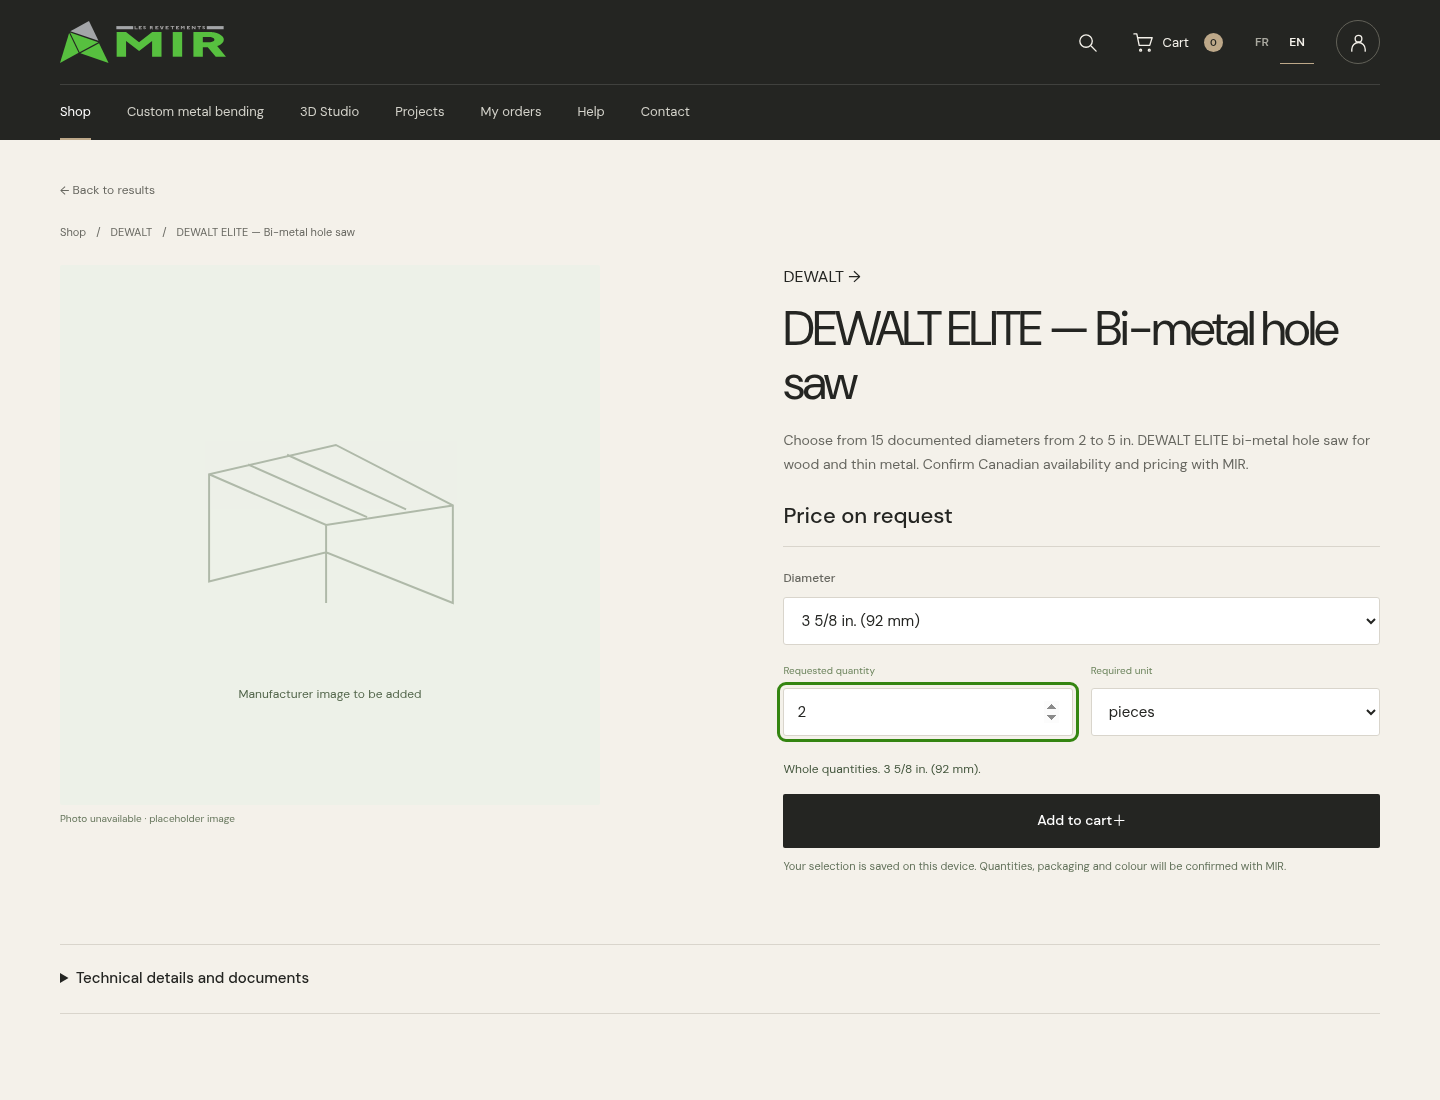 LES REVETEMENTS
MIR
Cart 0 FR EN
Shop Custom metal bending 3D Studio Projects My orders Help Contact
← Back to results
Shop / DEWALT / DEWALT ELITE — Bi-metal hole saw
DEWALT →
DEWALT ELITE — Bi-metal hole
saw
Choose from 15 documented diameters from 2 to 5 in. DEWALT ELITE bi-metal hole saw for
wood and thin metal. Confirm Canadian availability and pricing with MIR.
Price on request
Diameter
3 5/8 in. (92 mm)
Requested quantity Required unit
2 pieces
Whole quantities. 3 5/8 in. (92 mm).
Add to cart+
Your selection is saved on this device. Quantities, packaging and colour will be confirmed with MIR.
Manufacturer image to be added
Photo unavailable · placeholder image
Technical details and documents